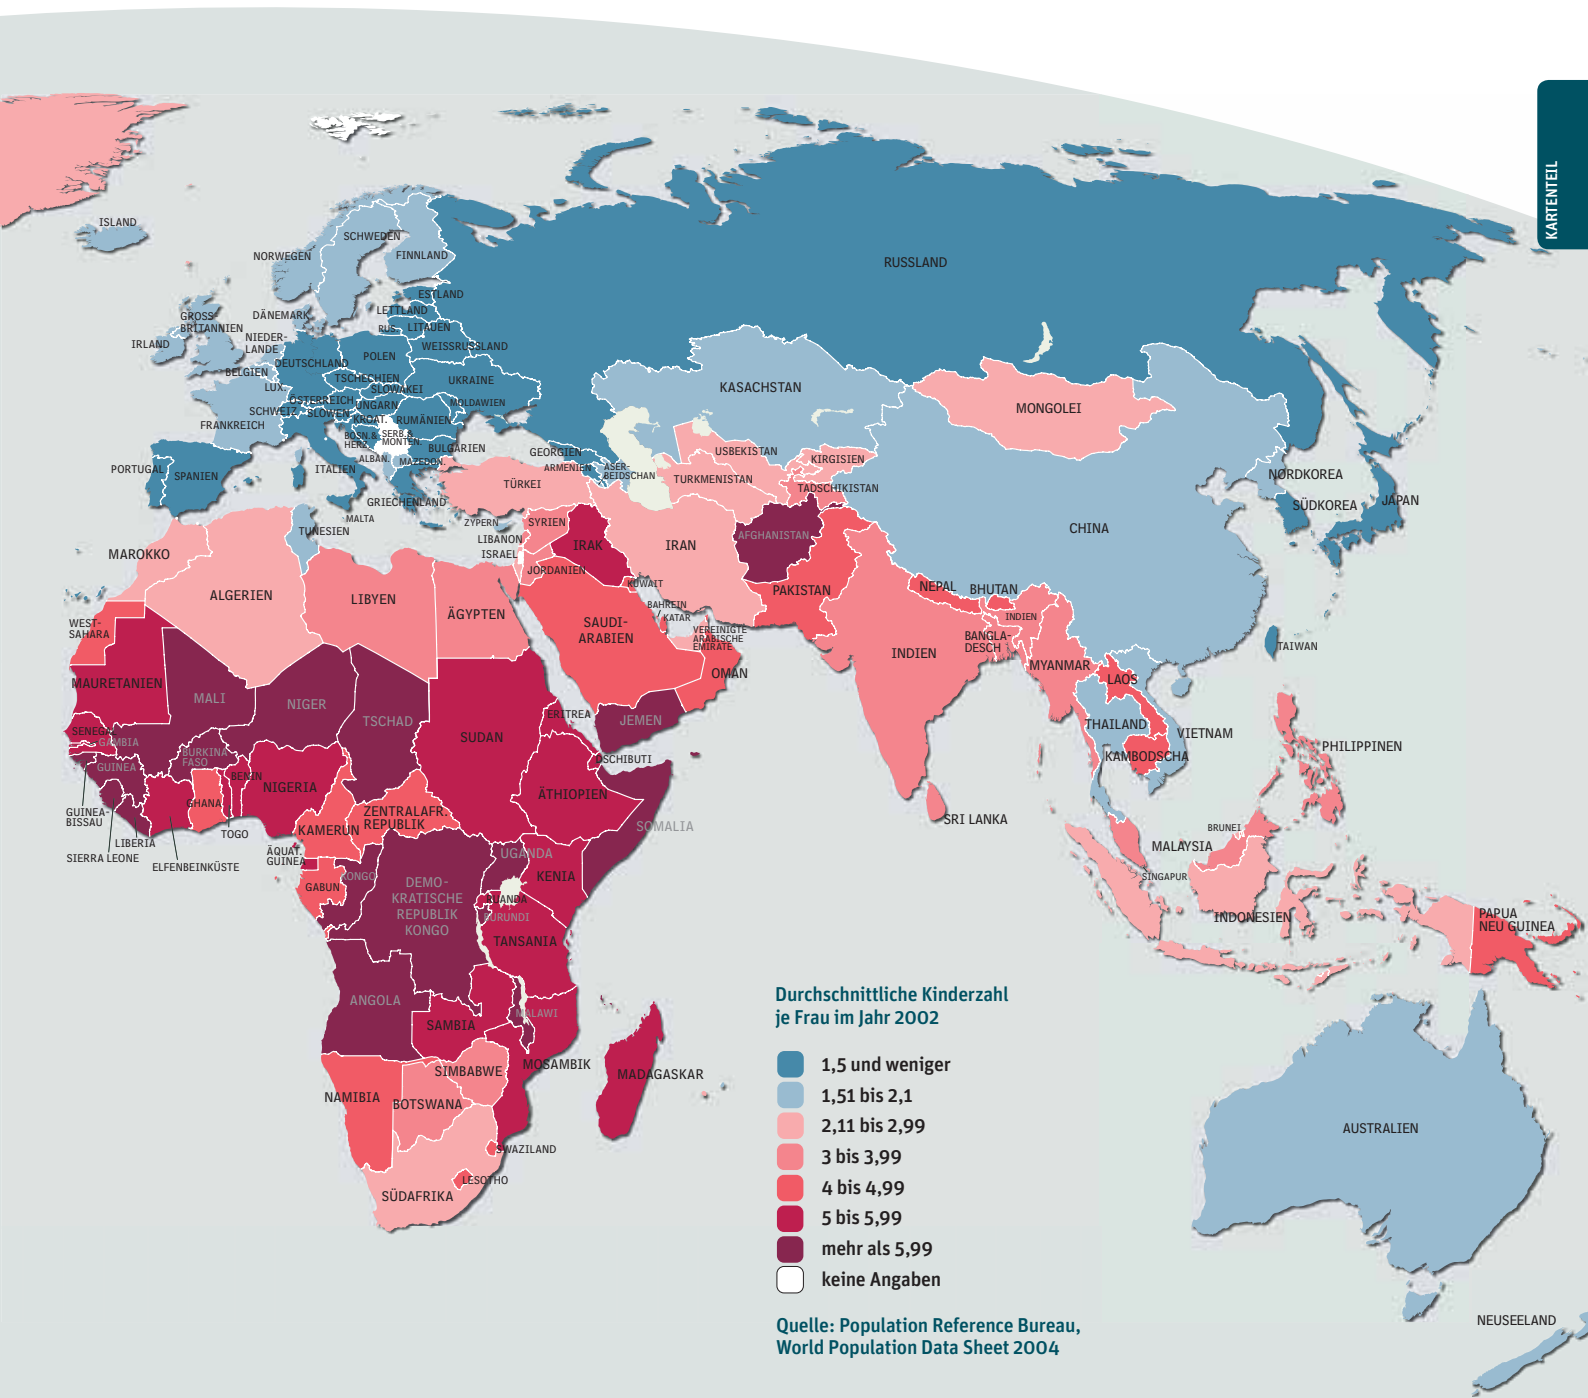 KARTENTEIL
ISLAND
SCHWEDEN
NORWEGEN
FINNLAND
RUSSLAND
ESTLAND
LETTLAND
RUS.
LITAUEN
GROSS-
BRITANNIEN
DÄNEMARK
IRLAND
NIEDER-
LANDE
WEISSRUSSLAND
DEUTSCHLAND
POLEN
BELGIEN
TSCHECHIEN
UKRAINE
LUX.
SLOWAKEI
ÖSTERREICH
UNGARN
MOLDAWIEN
SCHWEIZ
SLOWEN.
KROAT.
RUMÄNIEN
FRANKREICH
BOSN.&
HERZ.
SERB.&
MONTEN.
BULGARIEN
ALBAN.
MAZEDON.
PORTUGAL
SPANIEN
ITALIEN
GRIECHENLAND
MALTA
ZYPERN
TÜRKEI
GEORGIEN
ARMENIEN
ASER-
BEIDSCHAN
KASACHSTAN
MONGOLEI
USBEKISTAN
KIRGISIEN
TURKMENISTAN
TADSCHIKISTAN
NORDKOREA
SÜDKOREA
JAPAN
CHINA
TUNESIEN
MAROKKO
ALGERIEN
LIBYEN
ÄGYPTEN
SYRIEN
LIBANON
ISRAEL
IRAK
JORDANIEN
IRAN
AFGHANISTAN
KUWAIT
PAKISTAN
NEPAL
BHUTAN
BAHREIN
/
KATAR
SAUDI-
ARABIEN
VEREINIGTE
ARABISCHE
EMIRATE
INDIEN
BANGLA-
DESCH
INDIEN
TAIWAN
MYANMAR
LAOS
OMAN
WEST-
SAHARA
MAURETANIEN
MALI
NIGER
TSCHAD
SUDAN
ERITREA
JEMEN
THAILAND
VIETNAM
PHILIPPINEN
KAMBODSCHA
SENEGAL
GAMBIA
BURKINA
FASO
GUINEA
BENIN
NIGERIA
DSCHIBUTI
ÄTHIOPIEN
GHANA
GUINEA-
BISSAU
ZENTRALAFR.
REPUBLIK
SOMALIA
SRI LANKA
TOGO
KAMERUN
LIBERIA
SIERRA LEONE
ELFENBEINKÜSTE
ÄQUAT.
GUINEA
UGANDA
BRUNEI
MALAYSIA
SINGAPUR
GABUN
KONGO
DEMO-
KRATISCHE
REPUBLIK
KONGO
KENIA
RUANDA
BURUNDI
TANSANIA
INDONESIEN
PAPUA
NEU GUINEA
ANGOLA
SAMBIA
MALAWI
MOSAMBIK
SIMBABWE
MADAGASKAR
NAMIBIA
BOTSWANA
SWAZILAND
LESOTHO
SÜDAFRIKA
AUSTRALIEN
NEUSEELAND
Durchschnittliche Kinderzahl
je Frau im Jahr 2002
1,5 und weniger
1,51 bis 2,1
2,11 bis 2,99
3 bis 3,99
4 bis 4,99
5 bis 5,99
mehr als 5,99
keine Angaben
Quelle: Population Reference Bureau,
World Population Data Sheet 2004